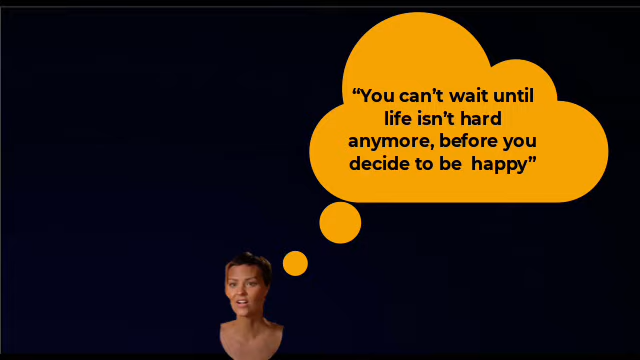 “You can’t wait until
life isn’t hard
anymore, before you
decide to be  happy”